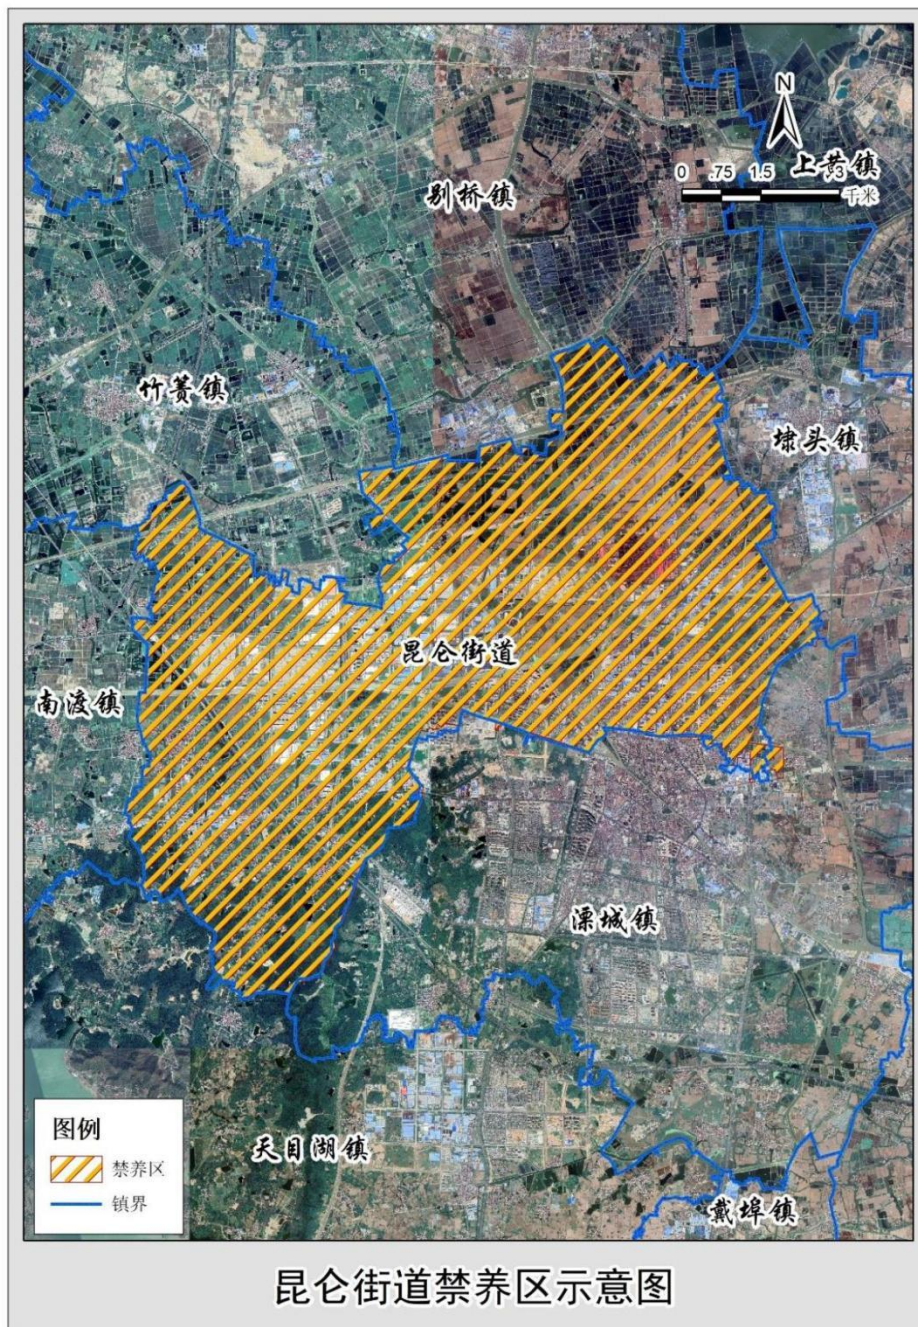 N
上黄镇
0 .75 1.5 3
千米
别桥镇
竹箦镇
埭头镇
昆仑街道
南渡镇
溧城镇
天目湖镇
戴埠镇
图例
禁养区
镇界
昆仑街道禁养区示意图